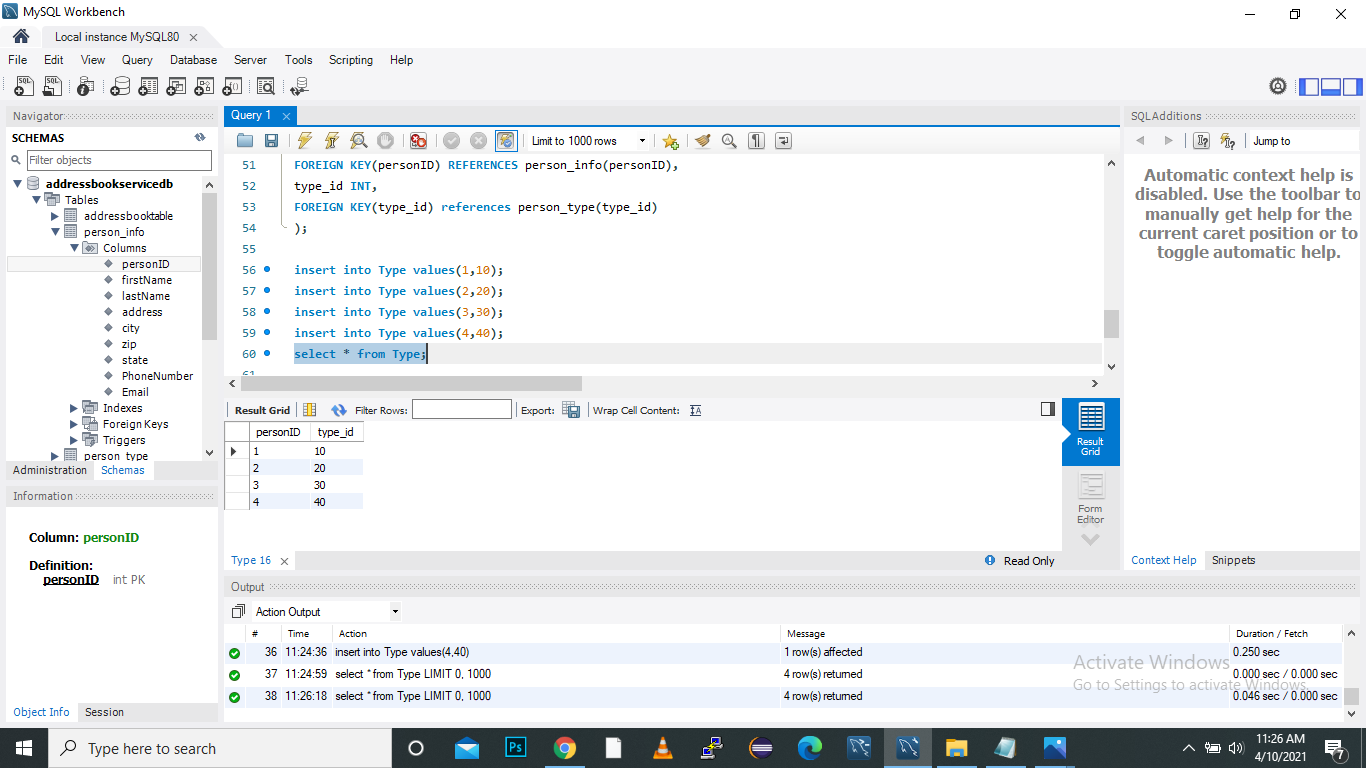 MySQL Workbench
Local instance MySQL80
File Edit View Query Database Server Tools Scripting Help
Navigator
SCHEMAS
Filter objects
addressbookservicedb
Tables
addressbooktable
person_info
Columns
personID
firstName
lastName
address
city
zip
state
PhoneNumber
Email
Indexes
Foreign Keys
Triggers
person_type
Administration Schemas
Information
Column: personID
Definition:
personID int PK
Object Info Session
Query 1
Limit to 1000 rows
51 FOREIGN KEY(personID) REFERENCES person_info(personID),
52 type_id INT,
53 FOREIGN KEY(type_id) references person_type(type_id)
54 );
55
56 insert into Type values(1,10);
57 insert into Type values(2,20);
58 insert into Type values(3,30);
59 insert into Type values(4,40);
60 select * from Type;
61
Result Grid Filter Rows: Export: Wrap Cell Content:
personID type_id
1 10
2 20
3 30
4 40
Result Grid
Form Editor
Type 16
Read Only
Output
Action Output
# Time Action Message Duration / Fetch
36 11:24:36 insert into Type values(4,40) 1 row(s) affected 0.250 sec
37 11:24:59 select * from Type LIMIT 0, 1000 4 row(s) returned 0.000 sec / 0.000 sec
38 11:26:18 select * from Type LIMIT 0, 1000 4 row(s) returned 0.046 sec / 0.000 sec
SQLAdditions
Jump to
Automatic context help is
disabled. Use the toolbar to
manually get help for the
current caret position or to
toggle automatic help.
Context Help Snippets
Activate Windows
Go to Settings to activate Windows.
Type here to search
11:26 AM
4/10/2021
7